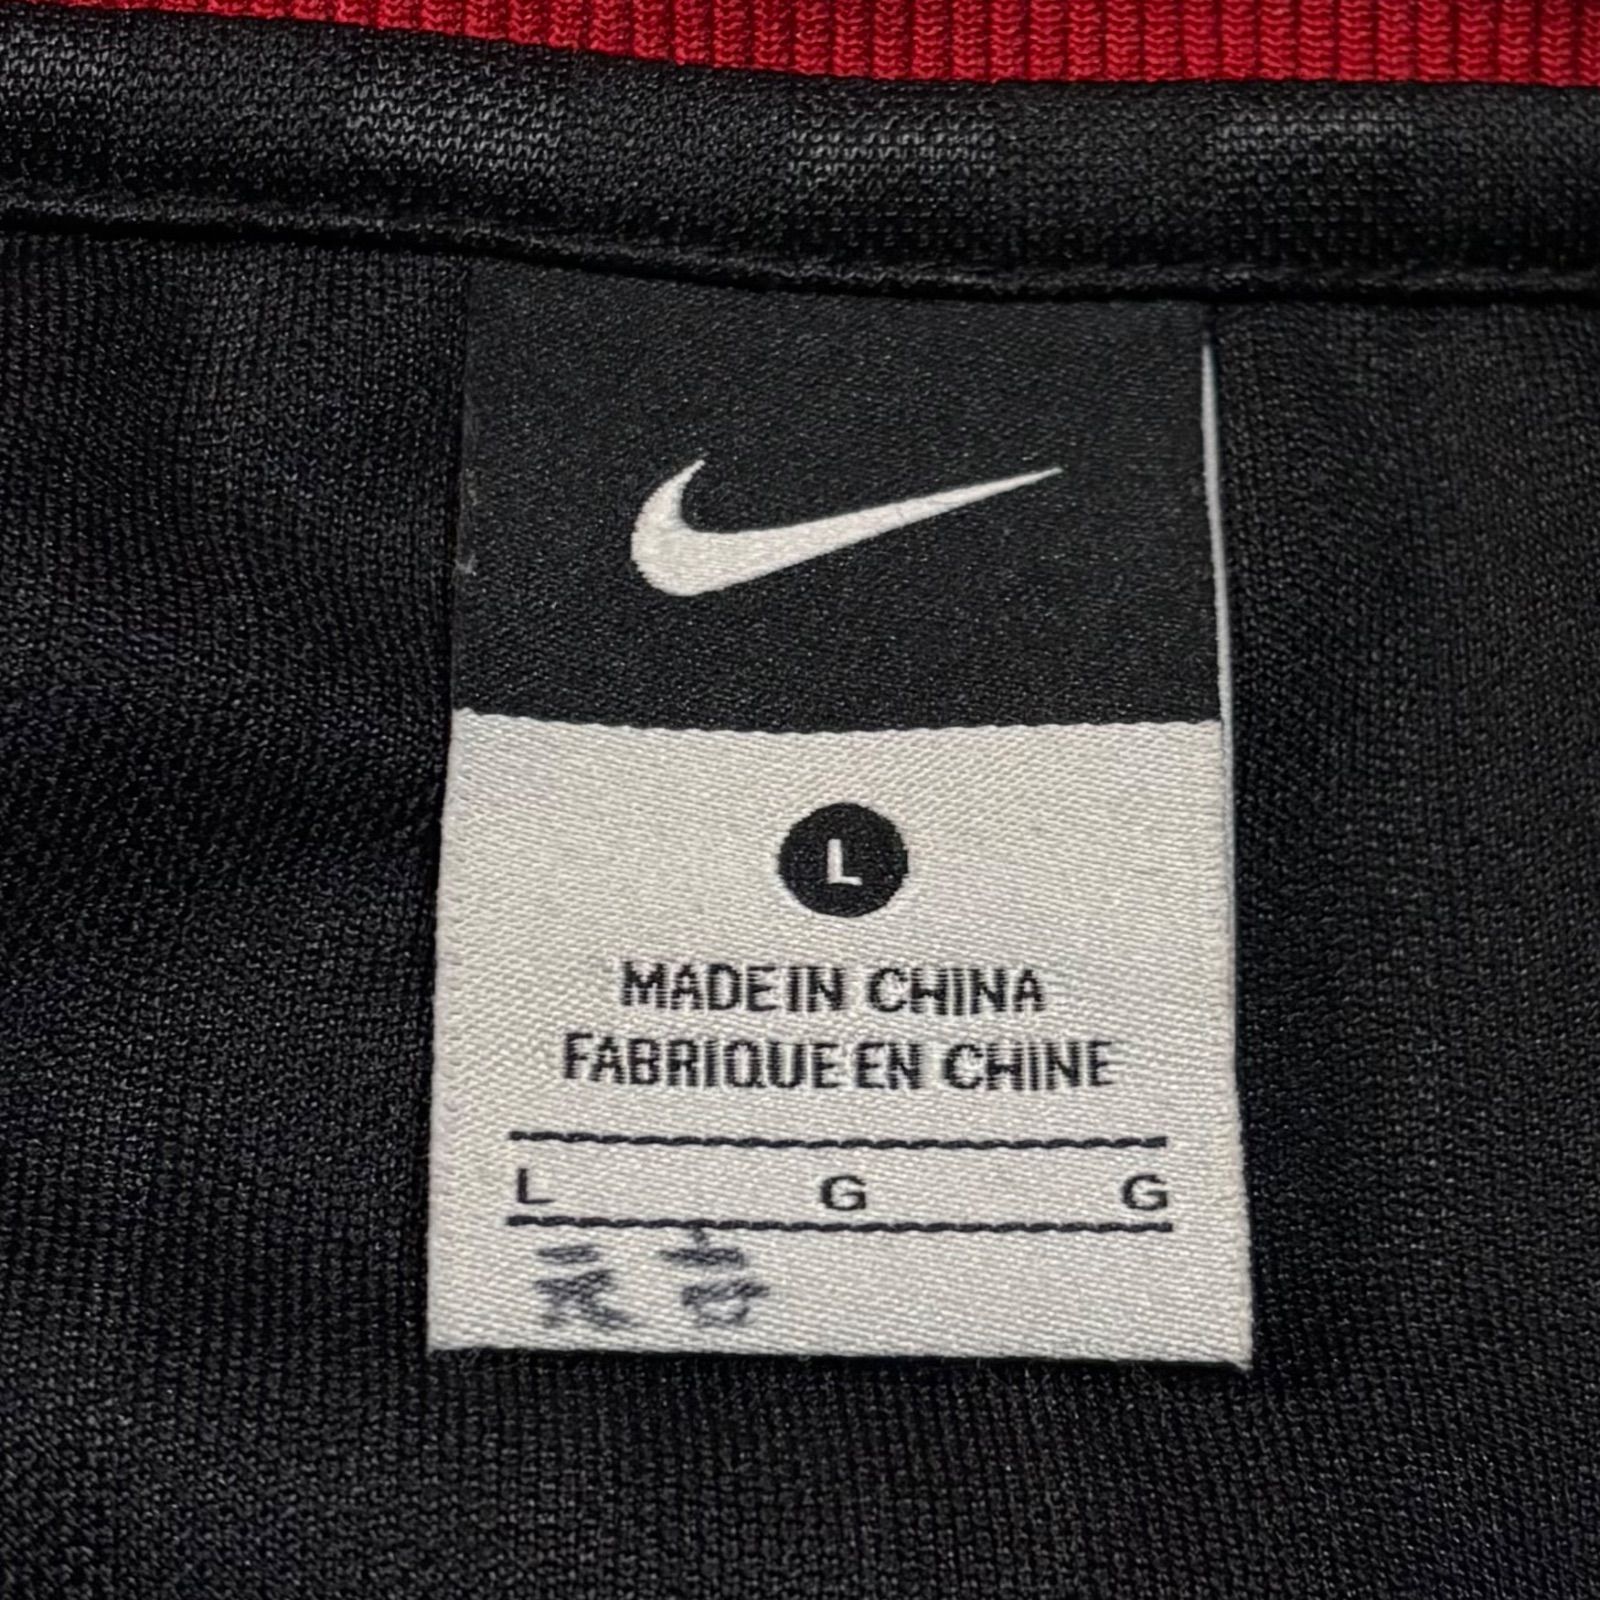 L
MADE IN CHINA
FABRIQUE EN CHINE
L G G